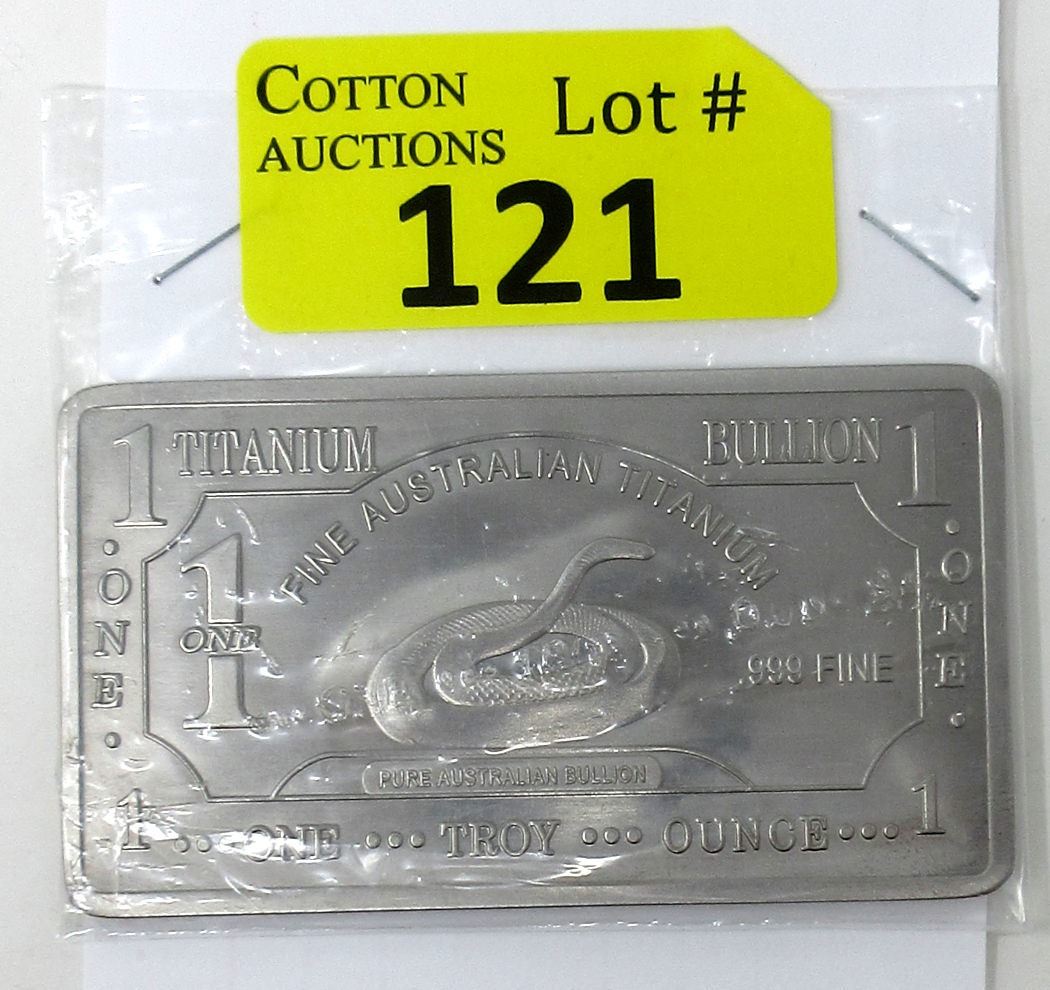 COTTON
AUCTIONS
Lot #
121
1 TITANIUM BULLION 1
FINE AUSTRALIAN TITANIUM
• ONE •
1
ONE
.999 FINE
• ONE •
PURE AUSTRALIAN BULLION
1 ••• ONE ••• TROY ••• OUNCE ••• 1